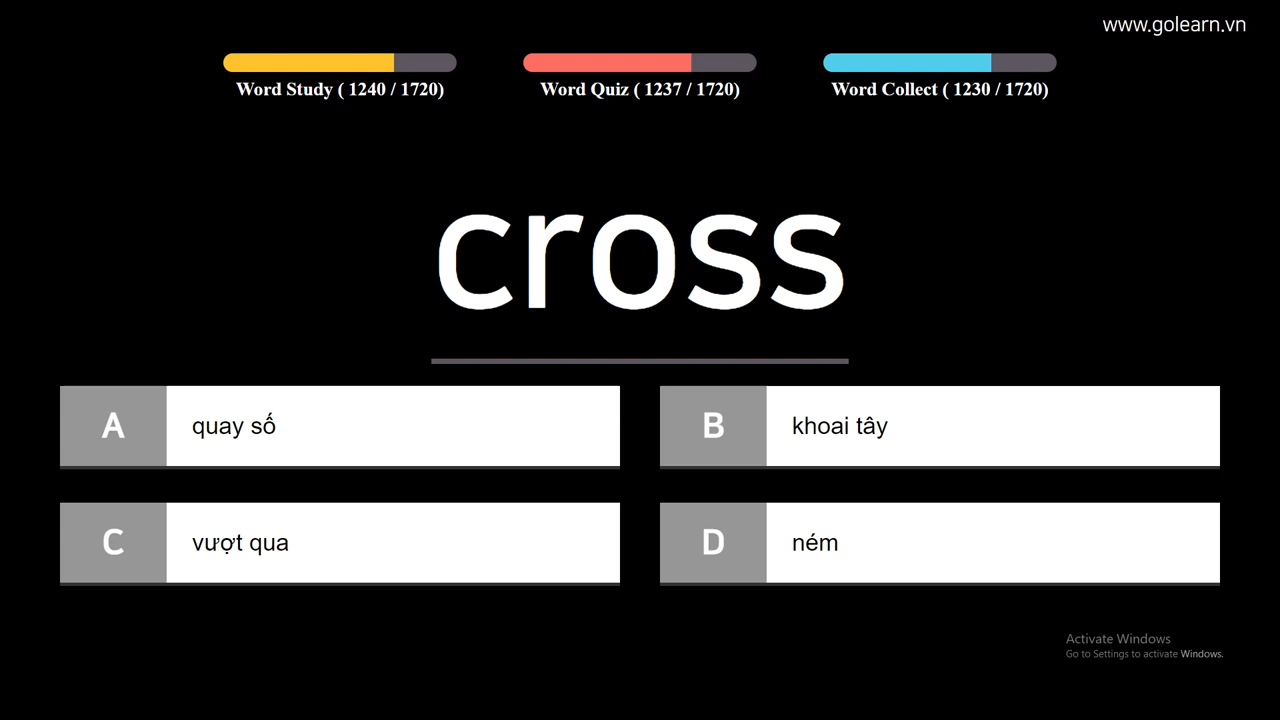 www.golearn.vn
Word Study ( 1240 / 1720)
Word Quiz ( 1237 / 1720)
Word Collect ( 1230 / 1720)
cross
A quay số
B khoai tây
C vượt qua
D ném
Activate Windows
Go to Settings to activate Windows.